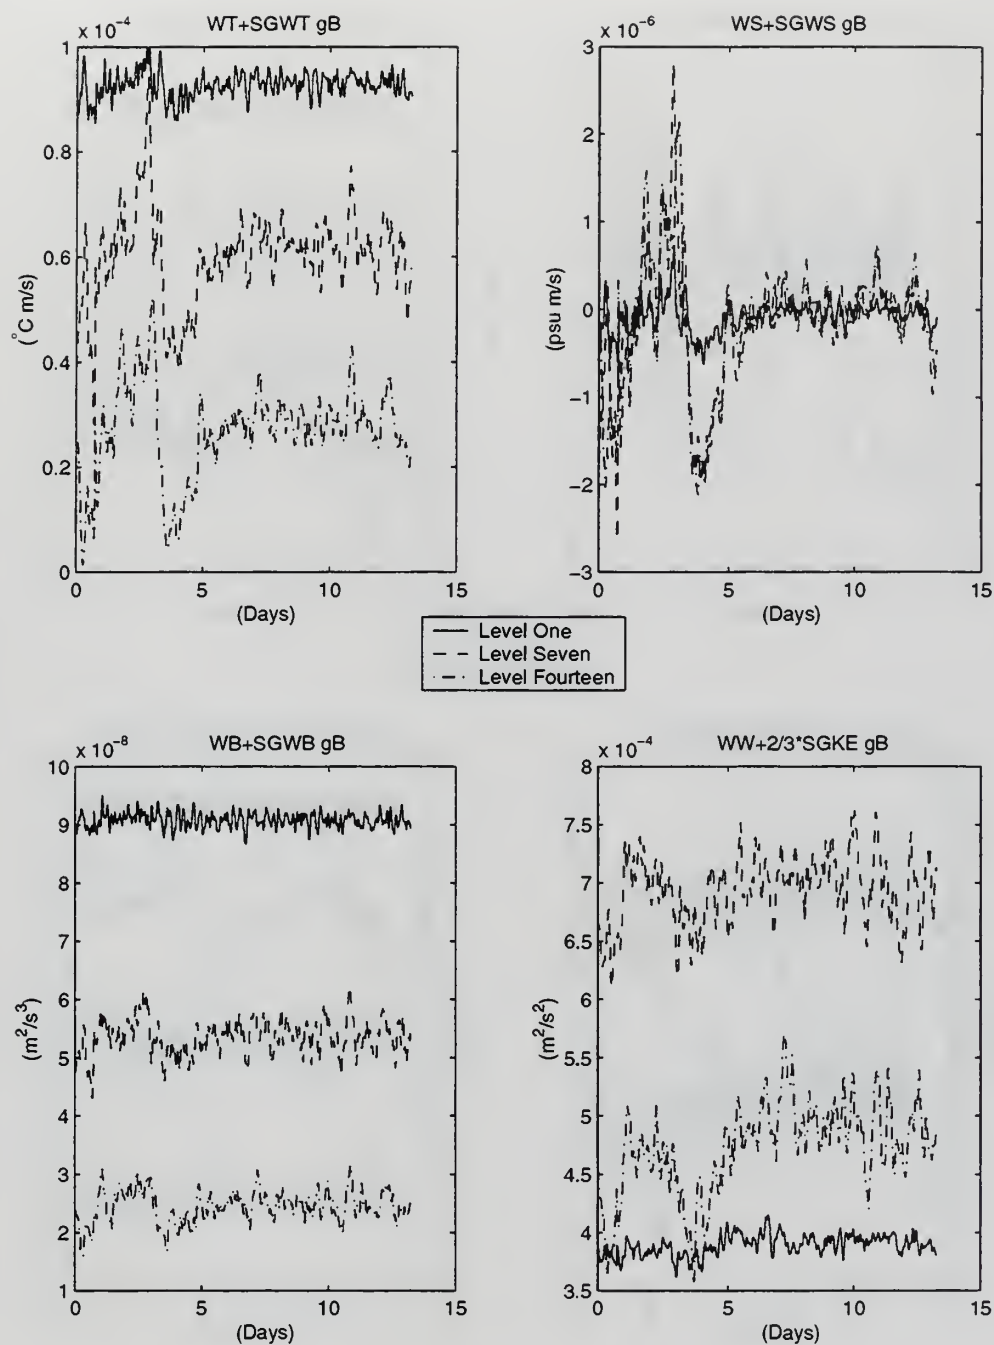 x 10⁻⁴
WT+SGWT gB
1
0.8
0.6
0.4
0.2
0
(°C m/s)
0 5 10 15
(Days)
x 10⁻⁶
WS+SGWS gB
3
2
1
0
−1
−2
−3
(psu m/s)
0 5 10 15
(Days)
Level One
Level Seven
Level Fourteen
x 10⁻⁸
WB+SGWB gB
10
9
8
7
6
5
4
3
2
1
(m²/s³)
0 5 10 15
(Days)
x 10⁻⁴
WW+2/3*SGKE gB
8
7.5
7
6.5
6
5.5
5
4.5
4
3.5
(m²/s²)
0 5 10 15
(Days)